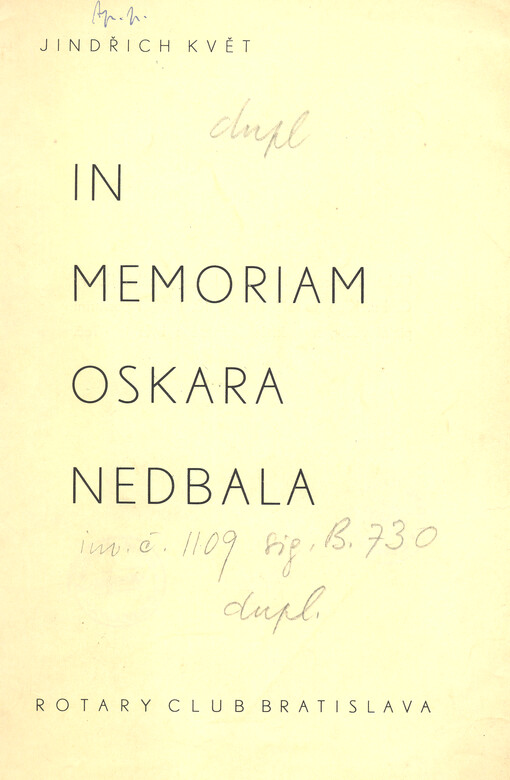 JINDŘICH KVĚT
dupl
IN
MEMORIAM
OSKARA
NEDBALA
inv. č. 1109 sig. B. 730
dupl.
ROTARY CLUB BRATISLAVA